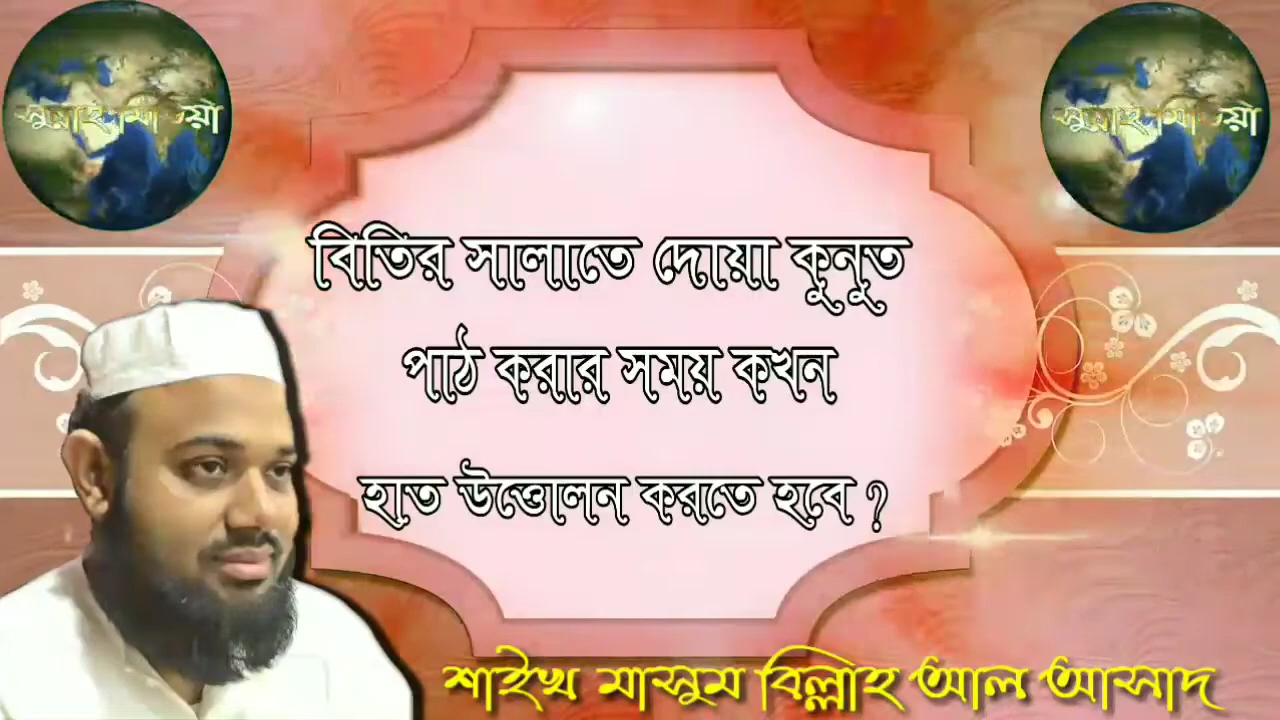 সুন্নাহ মিডিয়া
সুন্নাহ মিডিয়া
বিতির সালাতে দোয়া কুনুত
পাঠ করার সময় কখন
হাত উত্তোলন করতে হবে ?
শাইখ মাসুম বিল্লাহ আল আসাদ